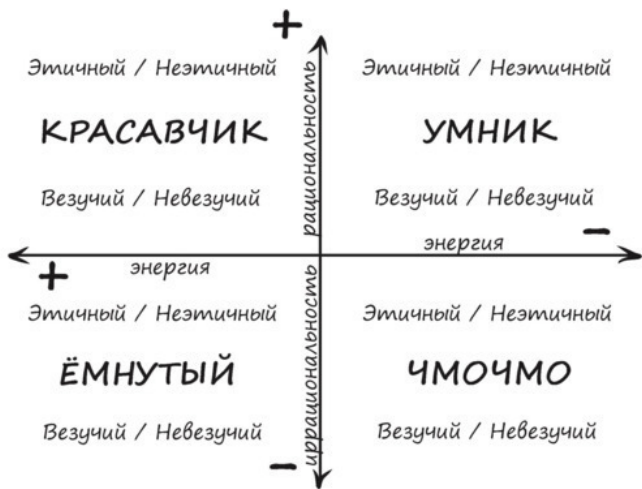 +
Этичный / Неэтичный
КРАСАВЧИК
Везучий / Невезучий
рациональность
Этичный / Неэтичный
УМНИК
Везучий / Невезучий
энергия
−
+
энергия
Этичный / Неэтичный
ЁМНУТЫЙ
Везучий / Невезучий
иррациональность
−
Этичный / Неэтичный
ЧМОЧМО
Везучий / Невезучий